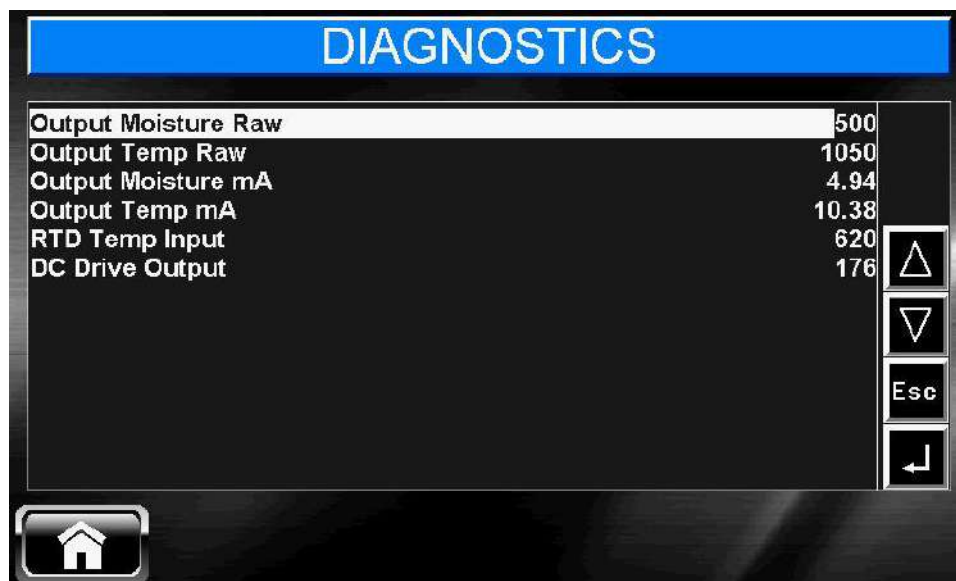 DIAGNOSTICS
Output Moisture Raw 500
Output Temp Raw 1050
Output Moisture mA 4.94
Output Temp mA 10.38
RTD Temp Input 620
DC Drive Output 176
Esc